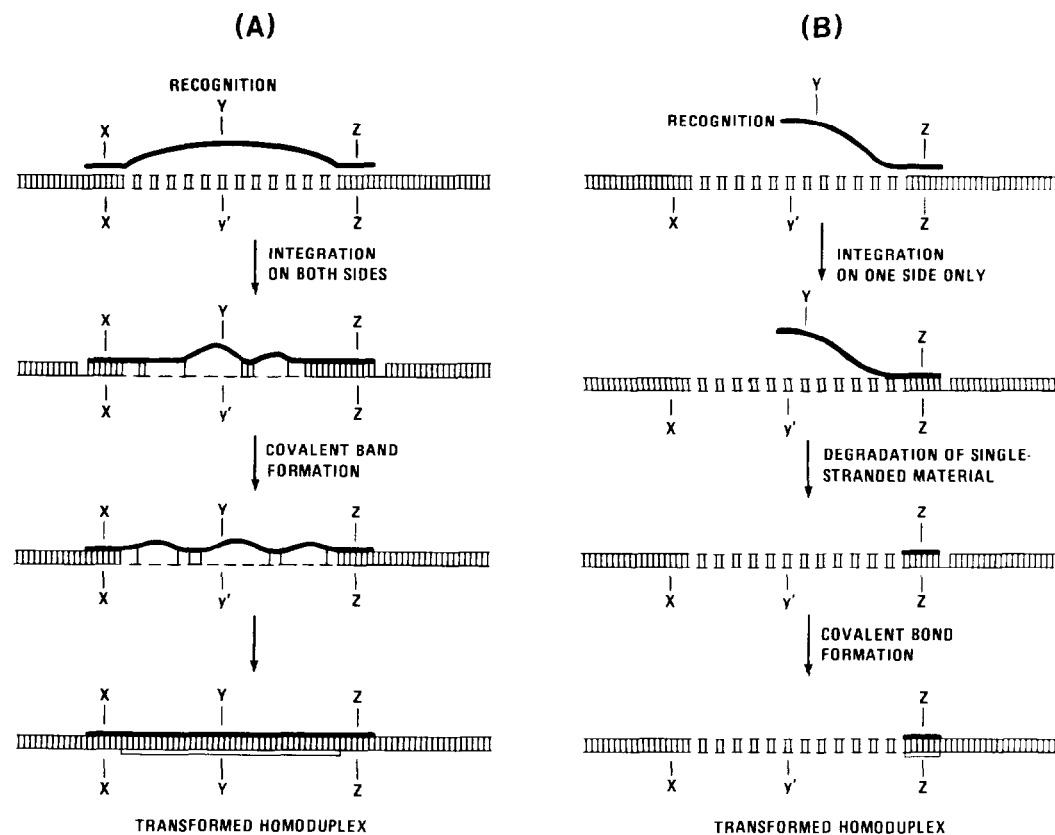 (A)
RECOGNITION
Y
X Z
X y' Z
INTEGRATION
ON BOTH SIDES
Y
X Z
X y' Z
COVALENT BAND
FORMATION
X Y Z
X y' Z
X Y Z
X Y Z
TRANSFORMED HOMODUPLEX
(B)
Y
RECOGNITION
Z
X y' Z
INTEGRATION
ON ONE SIDE ONLY
Y
Z
X y' Z
DEGRADATION OF SINGLE-
STRANDED MATERIAL
Z
X y' Z
COVALENT BOND
FORMATION
Z
X y' Z
TRANSFORMED HOMODUPLEX